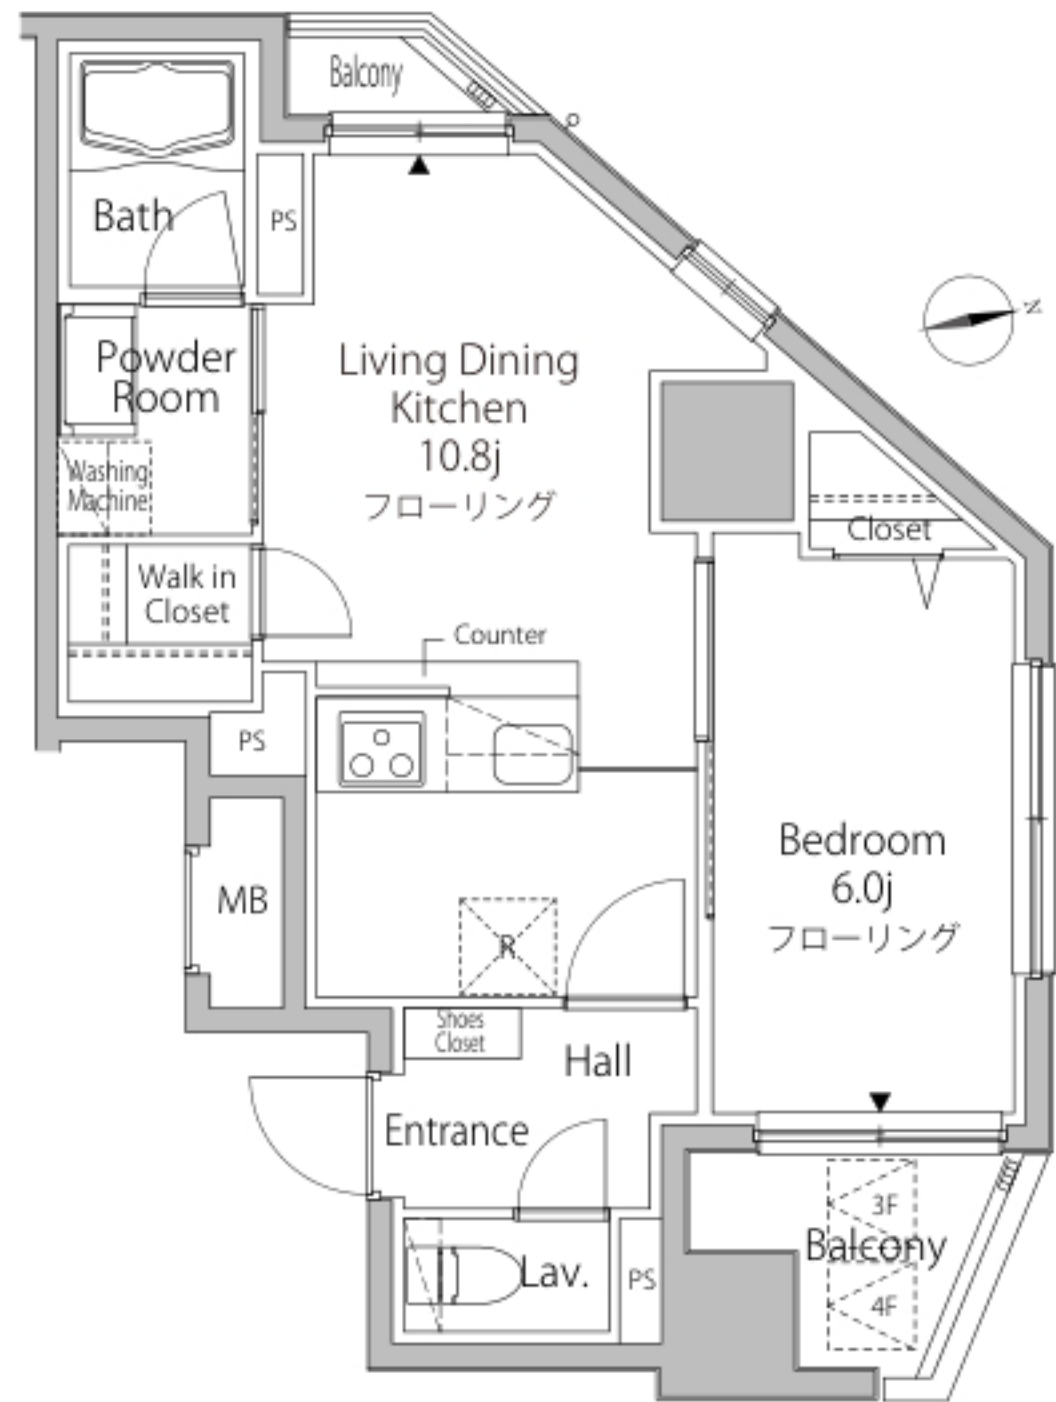 Balcony
Bath
PS
N
Powder
Room
Living Dining
Kitchen
10.8j
フローリング
Washing
Machine
Closet
Walk in
Closet
Counter
PS
Bedroom
6.0j
フローリング
MB
R
Shoes
Closet
Hall
Entrance
3F
Balcony
Lav.
PS
4F